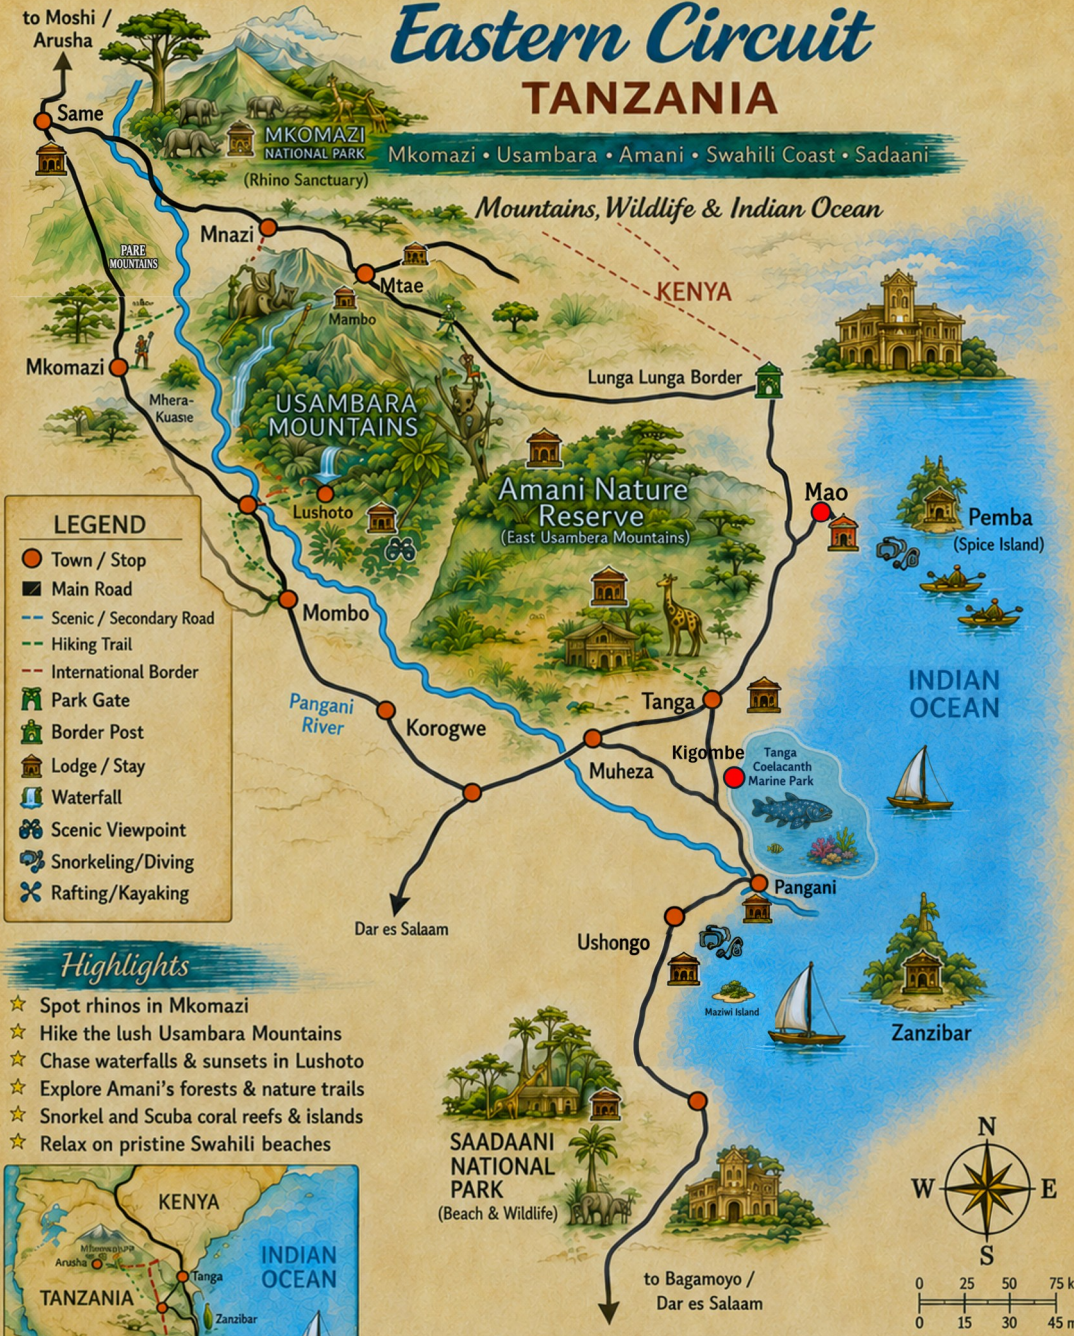 to Moshi /
Arusha
Eastern Circuit
TANZANIA
Mkomazi • Usambara • Amani • Swahili Coast • Sadaani
Mountains, Wildlife & Indian Ocean
Same
MKOMAZI
NATIONAL PARK
(Rhino Sanctuary)
Mnazi
PARE
MOUNTAINS
Mtae
Mambo
KENYA
Mkomazi
Lunga Lunga Border
Mhera-
Kuasie
USAMBARA
MOUNTAINS
Lushoto
Amani Nature
Reserve
(East Usambera Mountains)
Mao
Pemba
(Spice Island)
Mombo
INDIAN
OCEAN
Pangani
River
Korogwe
Tanga
Muheza
Kigombe
Tanga
Coelacanth
Marine Park
Pangani
Dar es Salaam
Ushongo
Maziwi Island
Zanzibar
LEGEND
Town / Stop
Main Road
Scenic / Secondary Road
Hiking Trail
International Border
Park Gate
Border Post
Lodge / Stay
Waterfall
Scenic Viewpoint
Snorkeling/Diving
Rafting/Kayaking
Highlights
Spot rhinos in Mkomazi
Hike the lush Usambara Mountains
Chase waterfalls & sunsets in Lushoto
Explore Amani's forests & nature trails
Snorkel and Scuba coral reefs & islands
Relax on pristine Swahili beaches
SAADAANI
NATIONAL
PARK
(Beach & Wildlife)
to Bagamoyo /
Dar es Salaam
N
W E
S
0 25 50 75 k
0 15 30 45 m
KENYA
Arusha
INDIAN
OCEAN
Tanga
TANZANIA
Zanzibar